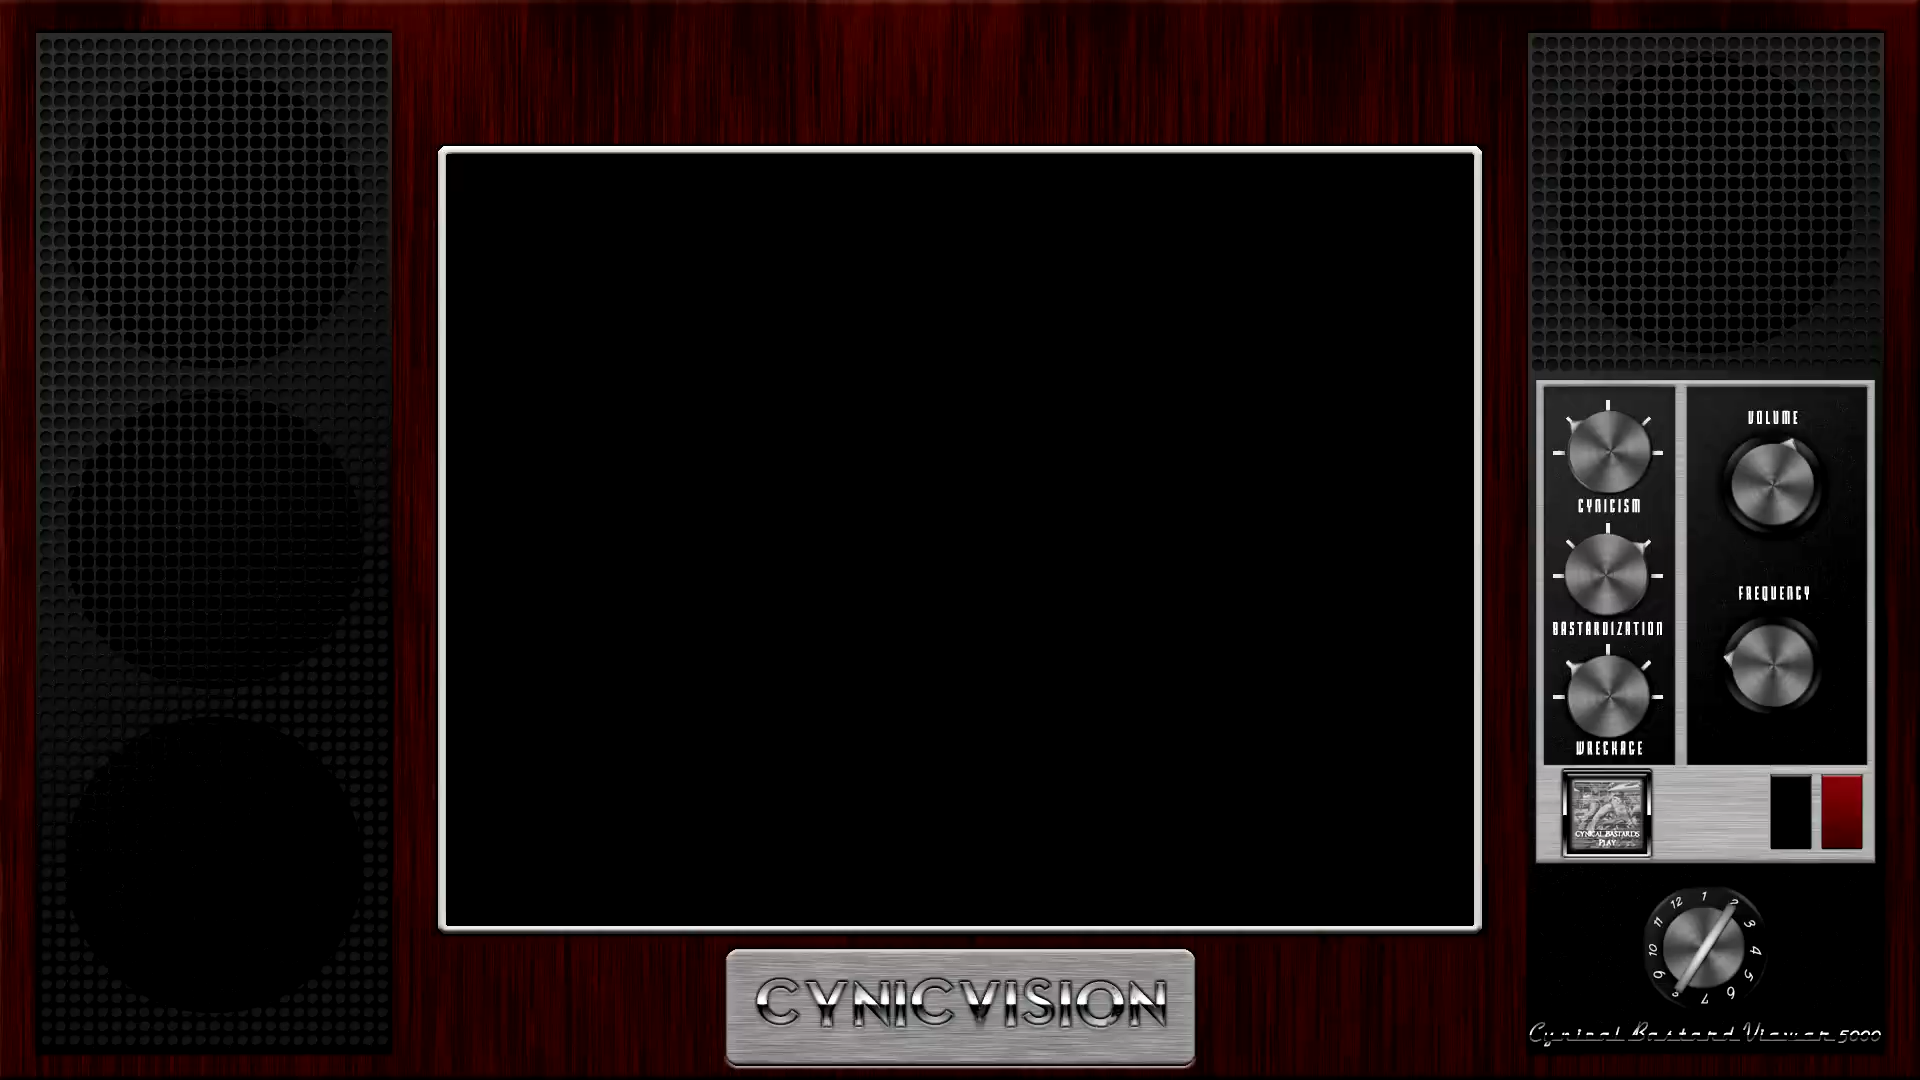 VOLUME
CYNICISM
FREQUENCY
BASTARDIZATION
WRECKAGE
CYNICAL BASTARDS
PLAY
1
2
3
4
5
6
7
8
9
10
11
12
CYNICVISION
Cynical Bastard Viewer 5000